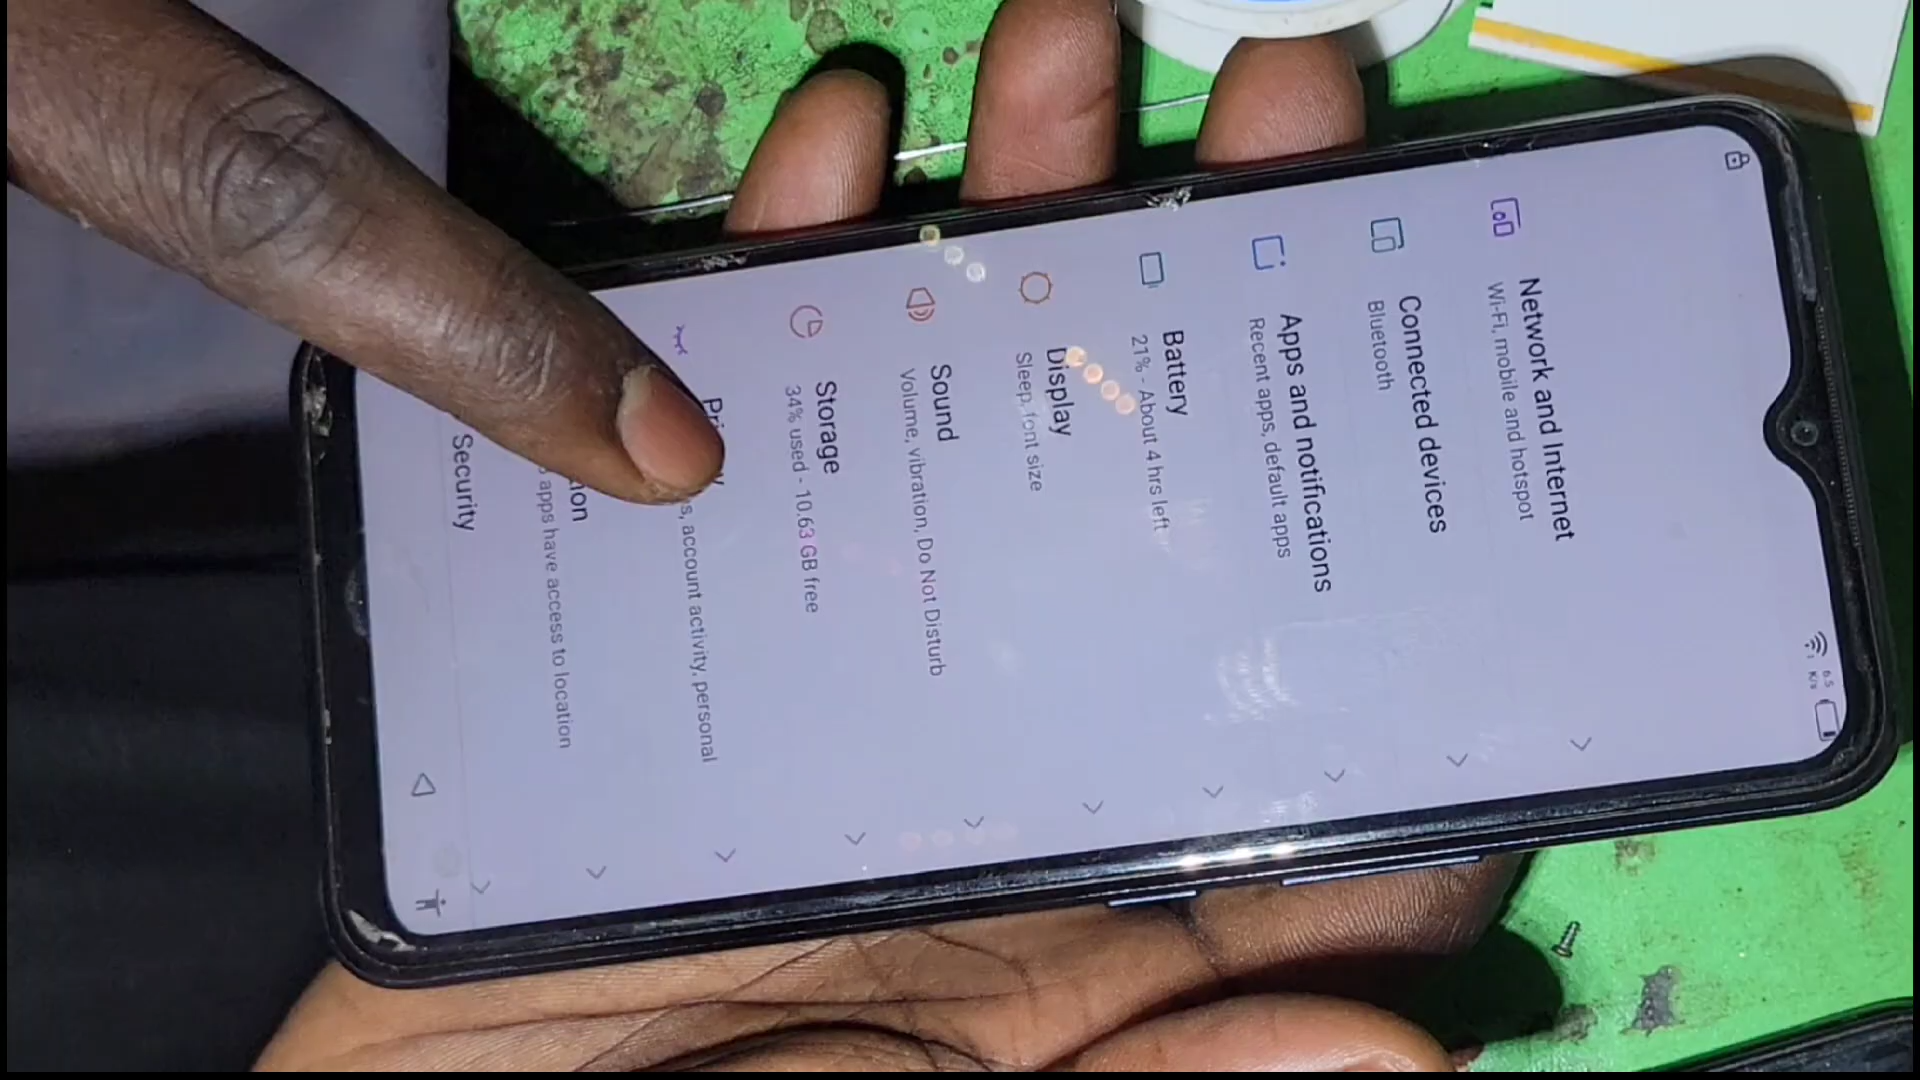 6.5
K/s
Network and Internet
Wi-Fi, mobile and hotspot
Connected devices
Bluetooth
Apps and notifications
Recent apps, default apps
Battery
21% - About 4 hrs left
Display
Sleep, font size
Sound
Volume, vibration, Do Not Disturb
Storage
34% used - 10.63 GB free
account activity, personal
apps have access to location
Security